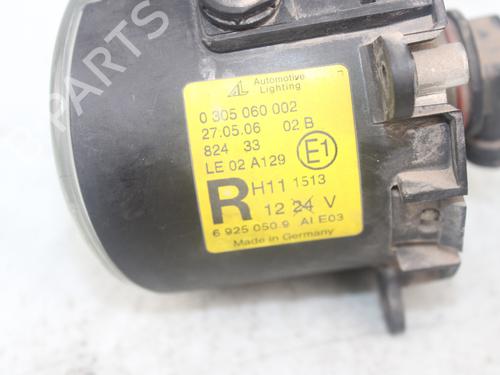 PARTS
AL Automotive Lighting
0 305 060 002
27.05.06 02 B
824 33
LE 02 A129 E1
R H11 1513
12 24 V
6 925 050.9 AI E03
Made in Germany